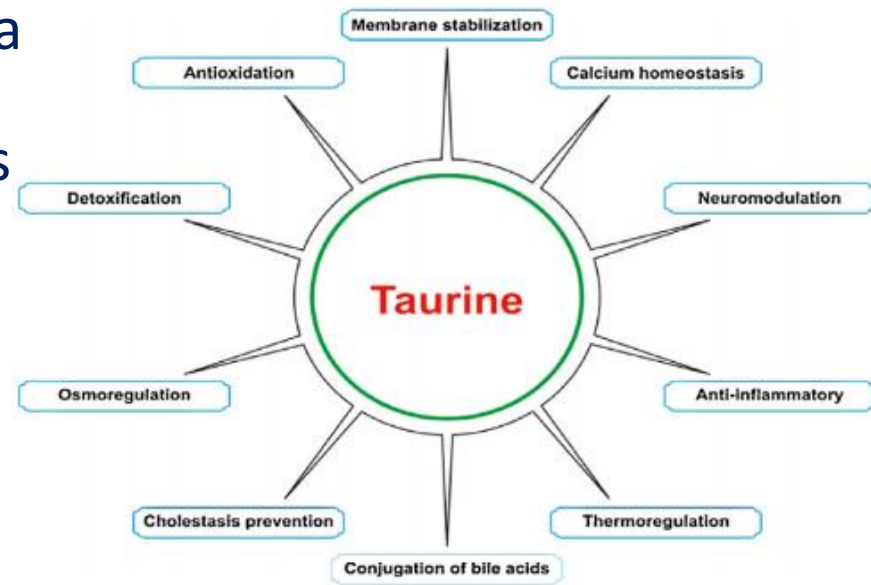 a
s
Membrane stabilization
Antioxidation
Calcium homeostasis
Detoxification
Neuromodulation
Taurine
Osmoregulation
Anti-inflammatory
Cholestasis prevention
Thermoregulation
Conjugation of bile acids